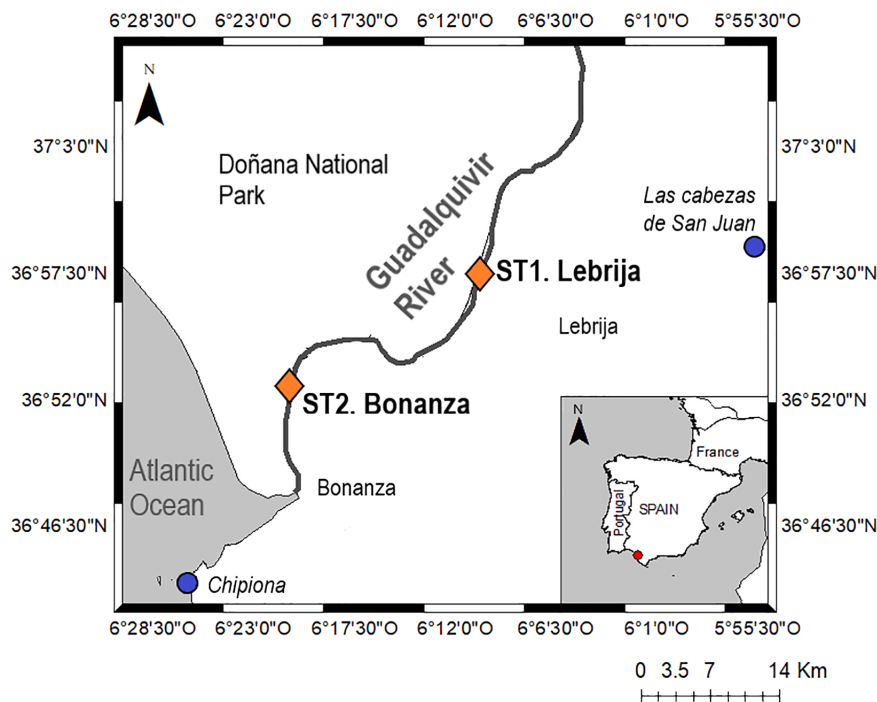 6°28'30"O 6°23'0"O 6°17'30"O 6°12'0"O 6°6'30"O 6°1'0"O 5°55'30"O
N
37°3'0"N
37°3'0"N
Doñana National
Park
Guadalquivir
River
Las cabezas
de San Juan
36°57'30"N
36°57'30"N
ST1. Lebrija
Lebrija
36°52'0"N
36°52'0"N
ST2. Bonanza
N
France
Atlantic
Ocean
Bonanza
Portugal
SPAIN
36°46'30"N
36°46'30"N
Chipiona
6°28'30"O 6°23'0"O 6°17'30"O 6°12'0"O 6°6'30"O 6°1'0"O 5°55'30"O
0 3.5 7 14 Km